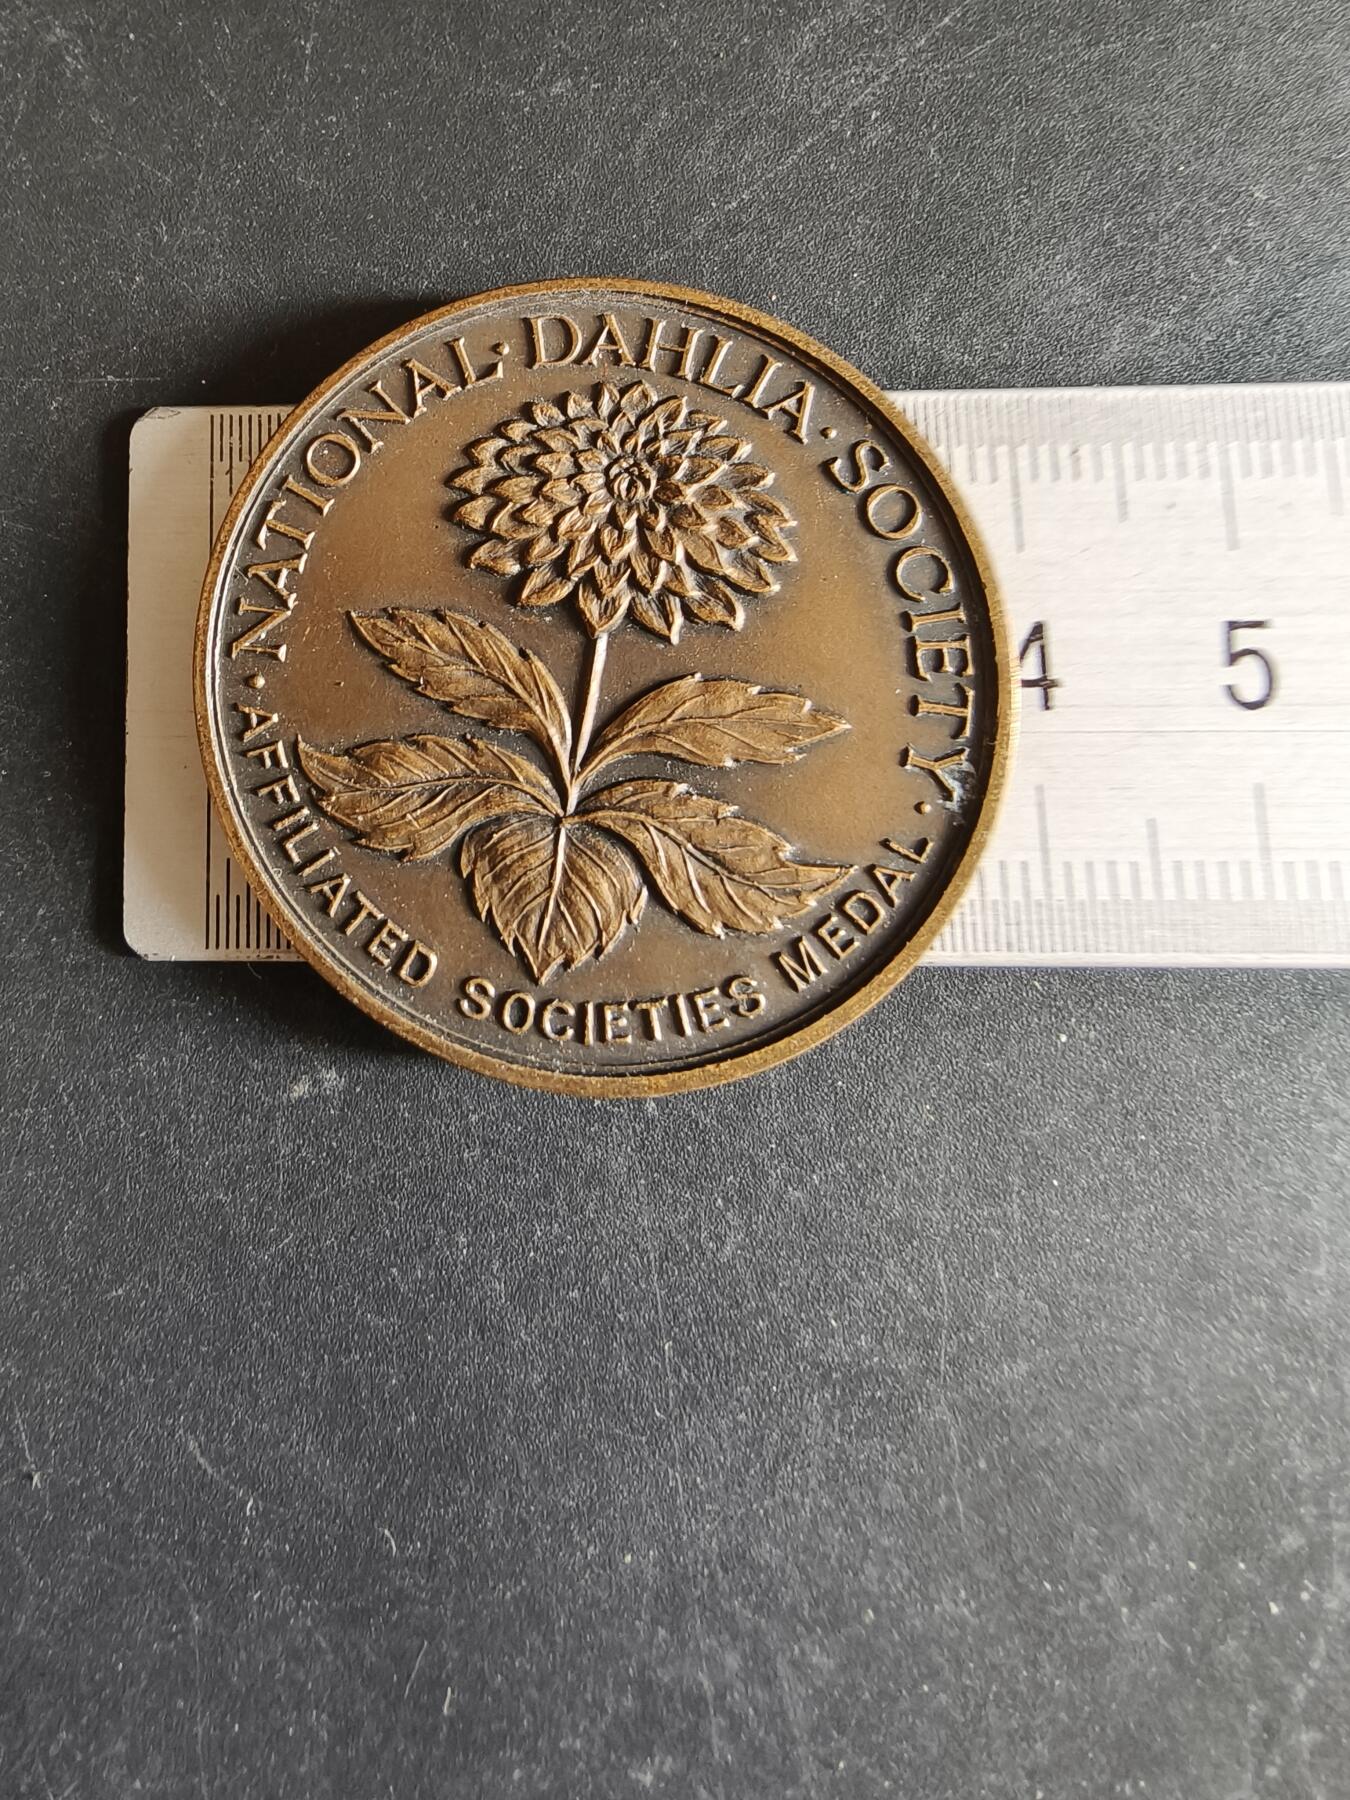 · NATIONAL · DAHLIA · SOCIETY ·
AFFILIATED SOCIETIES MEDAL
4 5